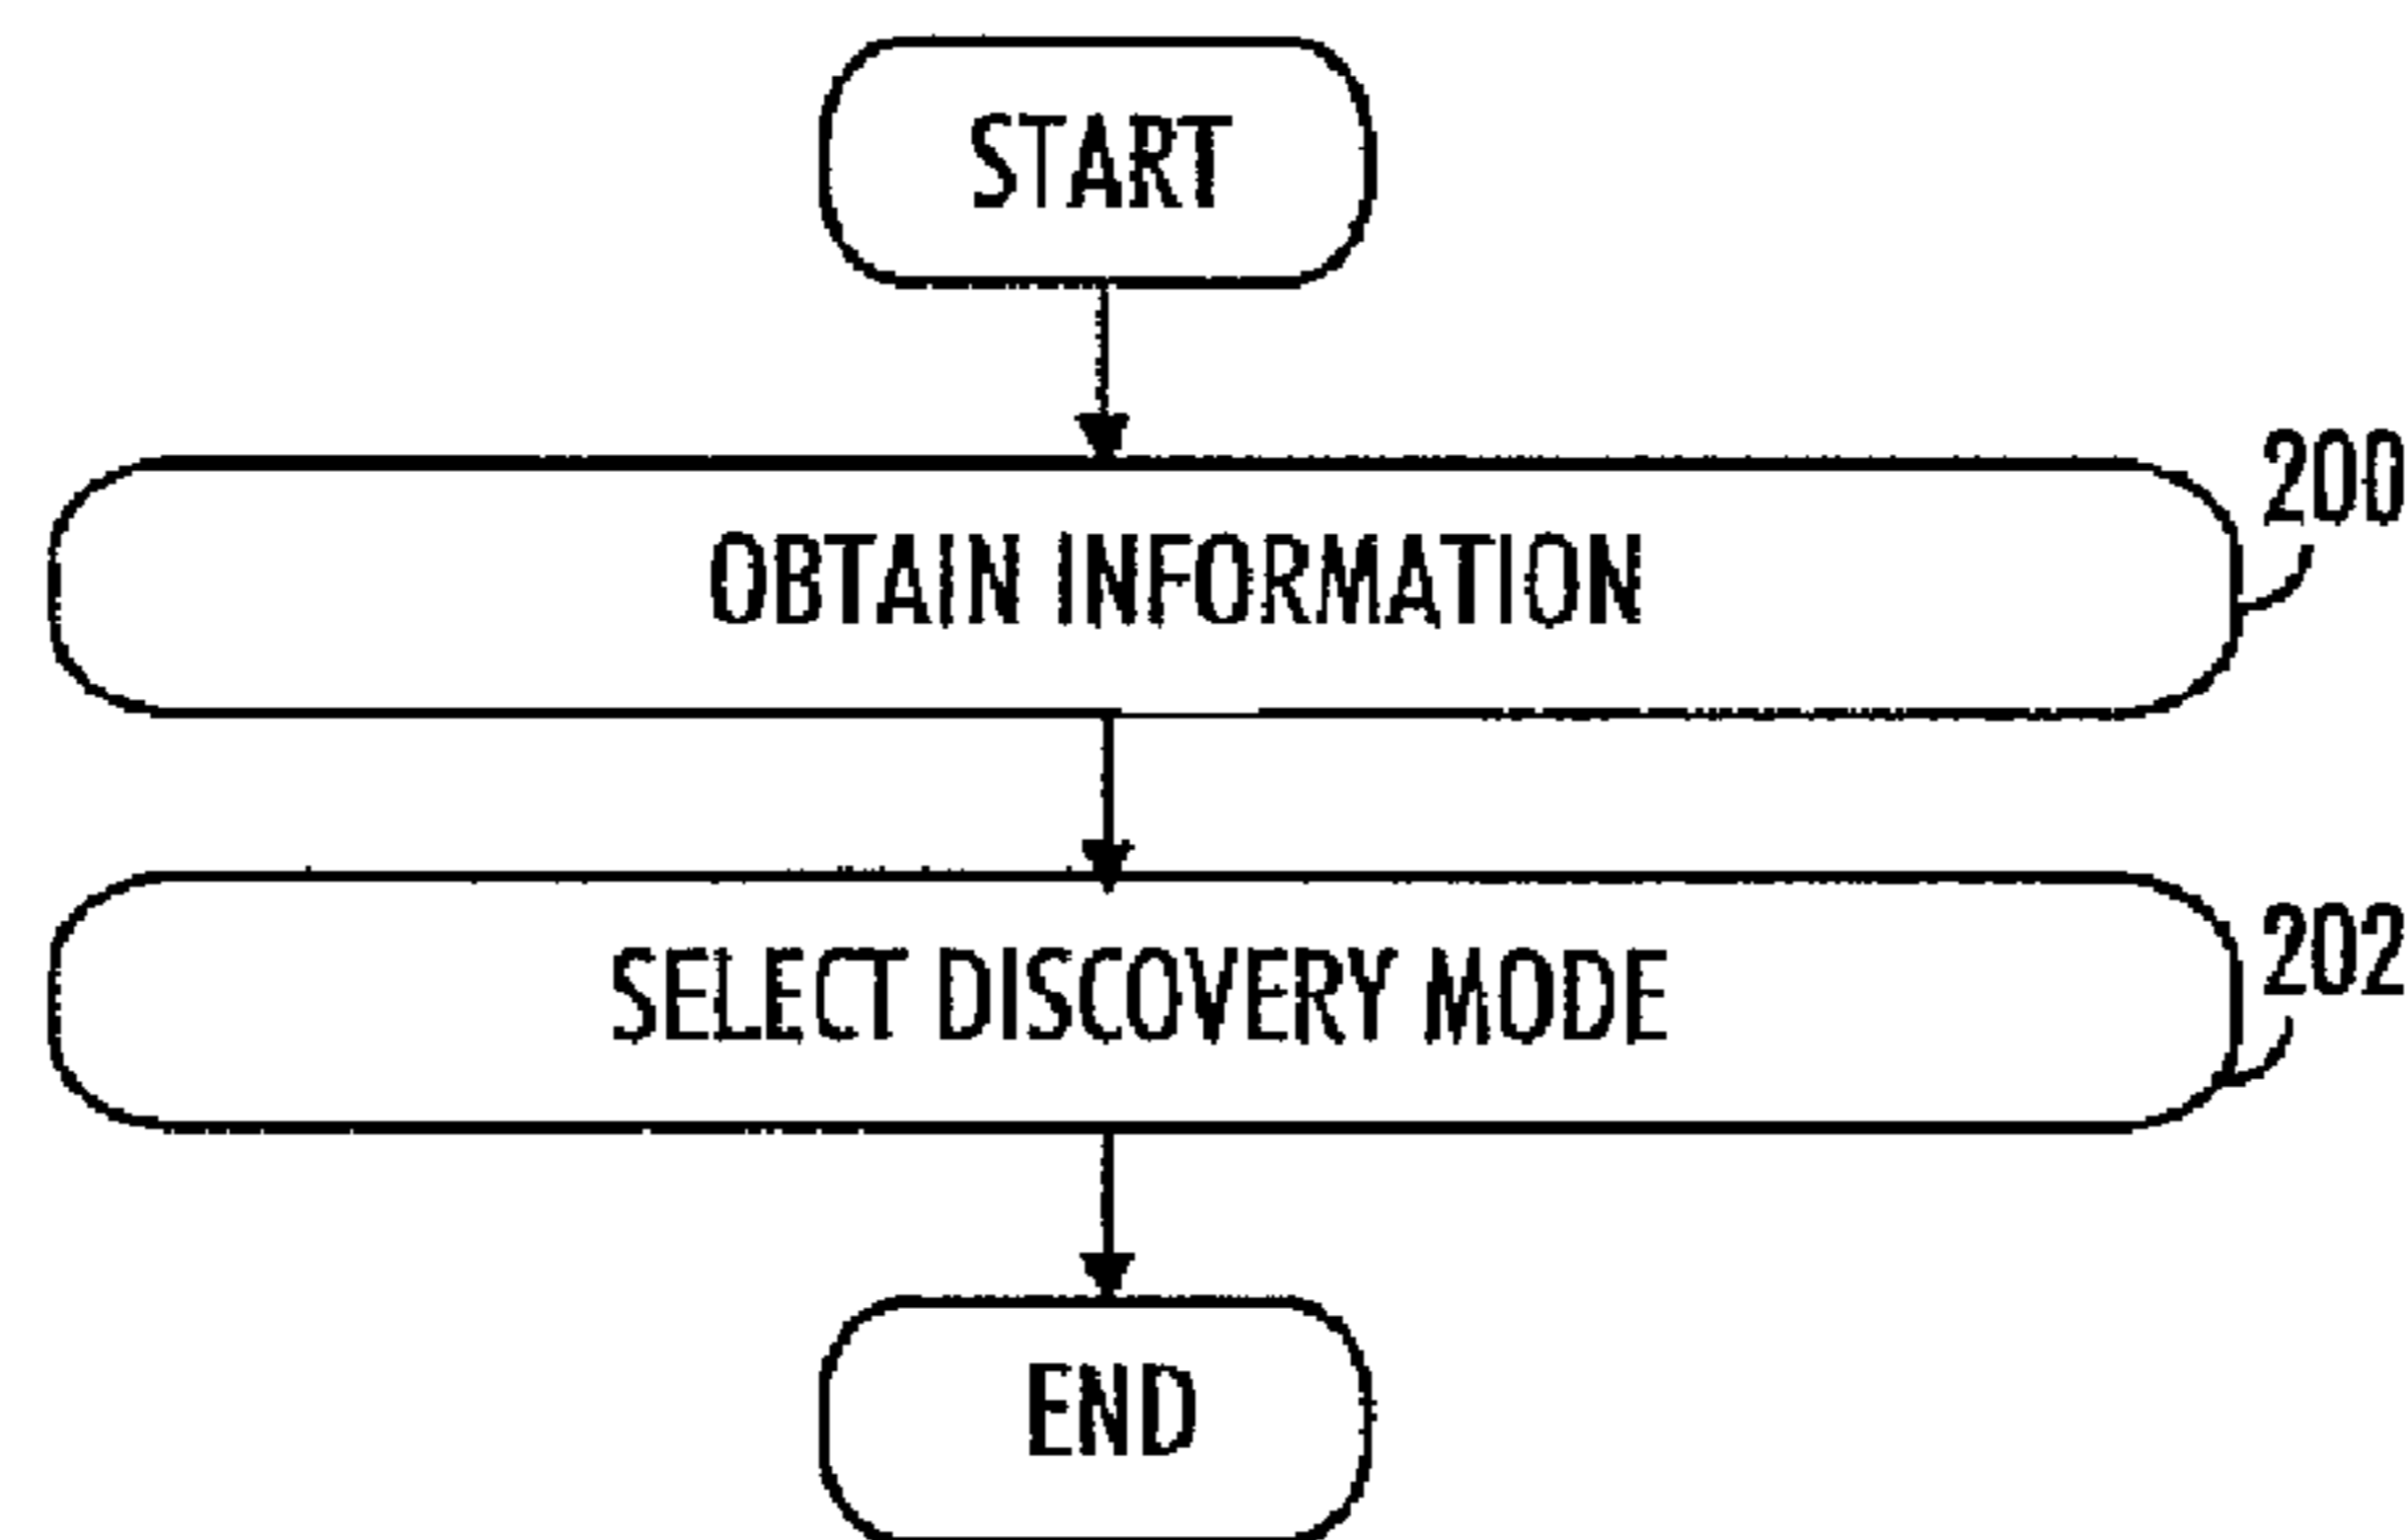 START
200
OBTAIN INFORMATION
202
SELECT DISCOVERY MODE
END